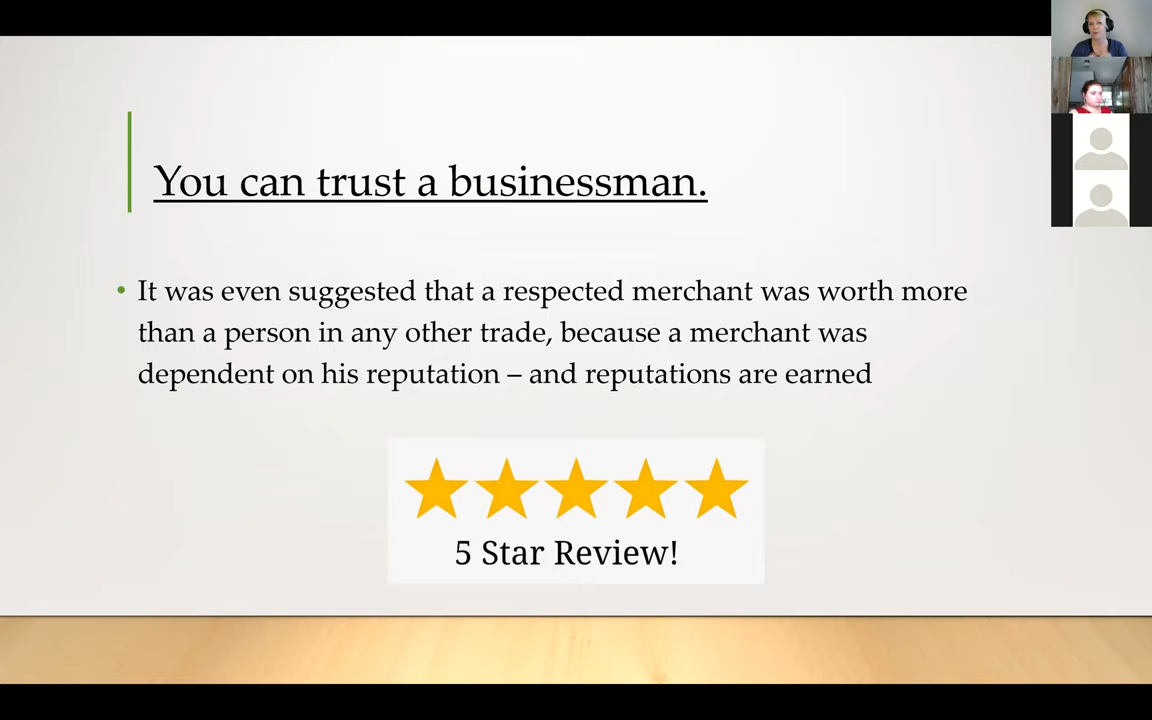 You can trust a businessman.
• It was even suggested that a respected merchant was worth more
than a person in any other trade, because a merchant was
dependent on his reputation – and reputations are earned
5 Star Review!